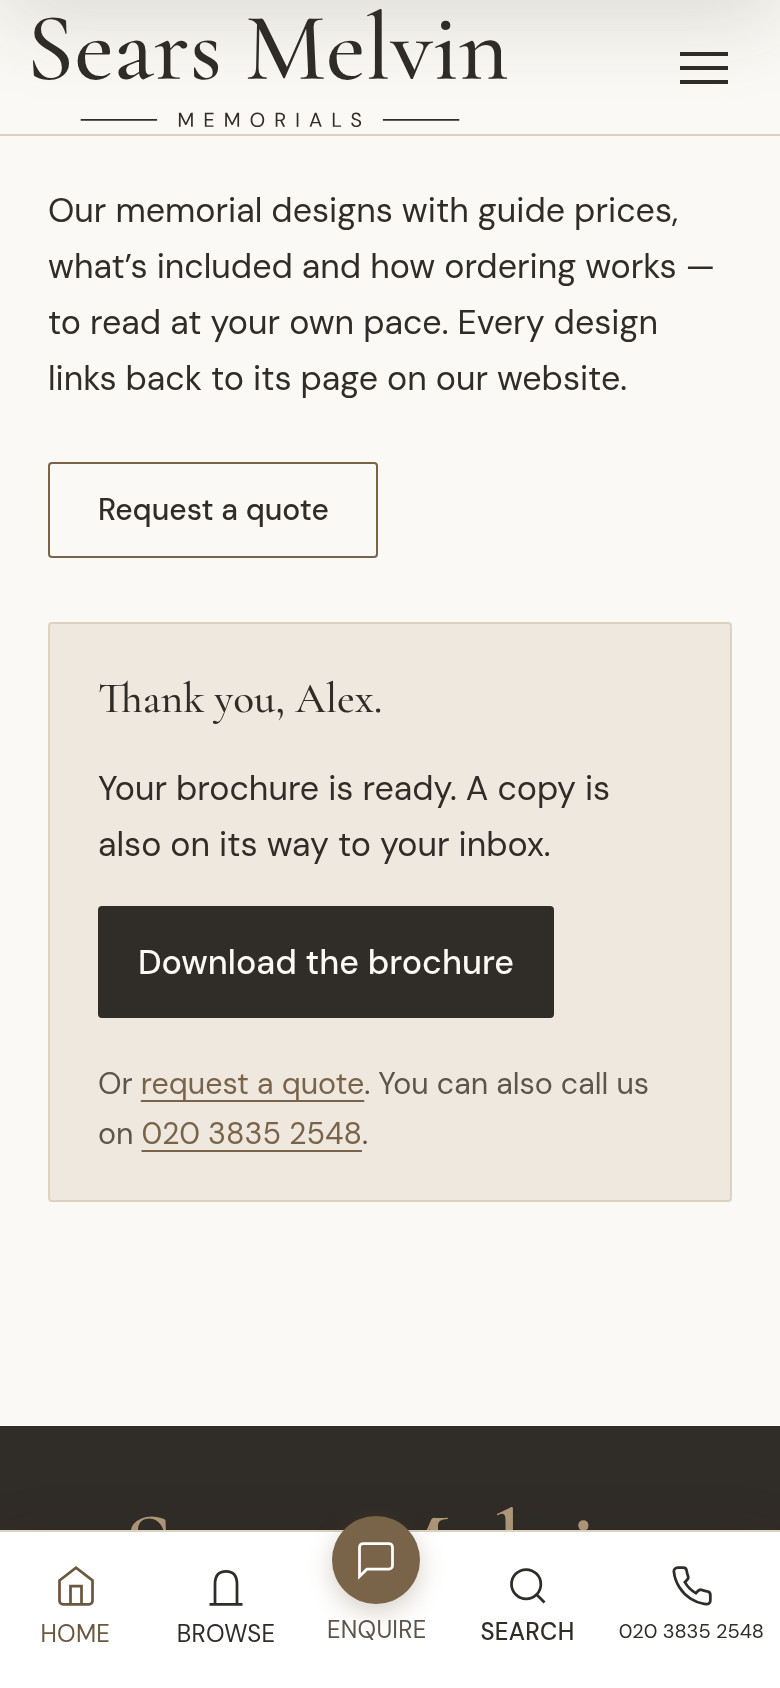 Sears Melvin
MEMORIALS
Our memorial designs with guide prices,
what’s included and how ordering works —
to read at your own pace. Every design
links back to its page on our website.
Request a quote
Thank you, Alex.
Your brochure is ready. A copy is
also on its way to your inbox.
Download the brochure
Or request a quote. You can also call us
on 020 3835 2548.
HOME
BROWSE
ENQUIRE
SEARCH
020 3835 2548